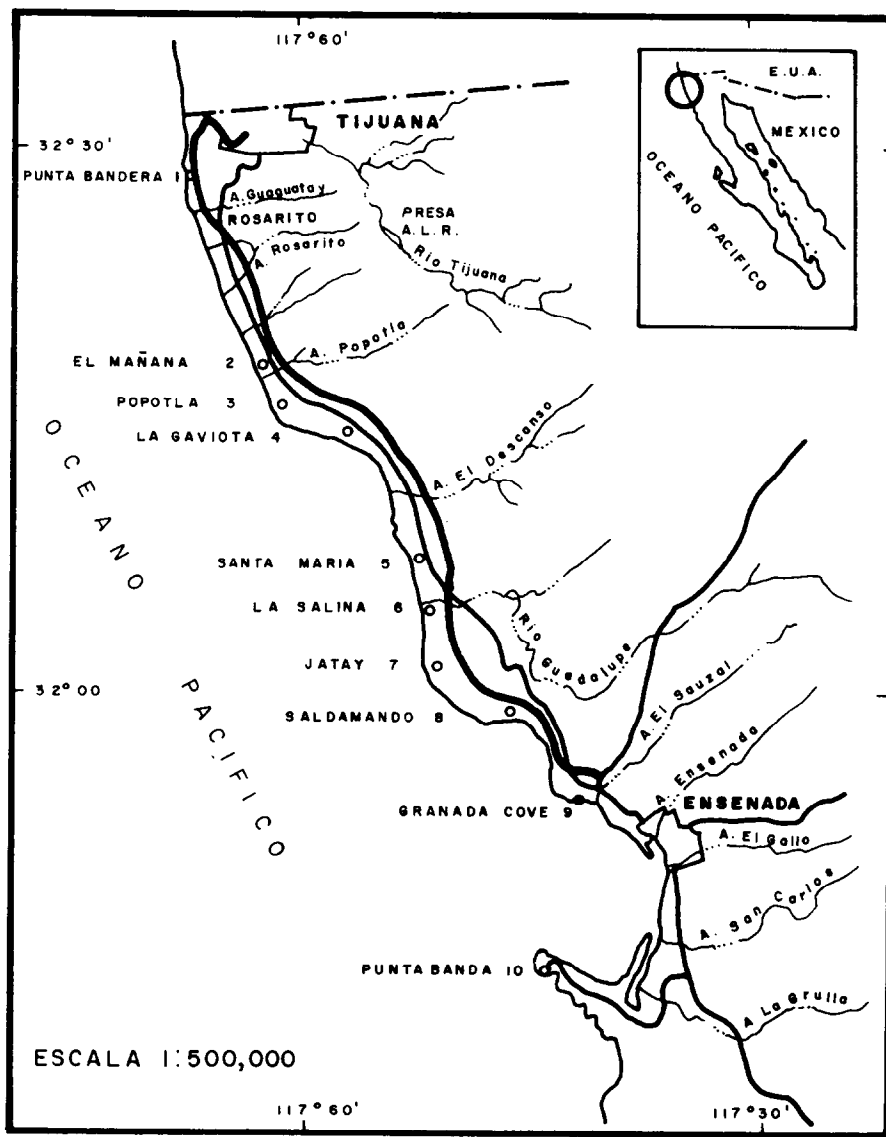 117°60'
E.U.A.
MEXICO
OCEANO PACIFICO
32°30'
TIJUANA
PUNTA BANDERA 1
A. Guaguatay
ROSARITO
PRESA
A.L.R.
A. Rosarito
Río Tijuana
EL MAÑANA 2
A. Popotla
POPOTLA 3
LA GAVIOTA 4
OCEANO PACIFICO
A. El Descanso
SANTA MARIA 5
LA SALINA 6
Río Guadalupe
JATAY 7
32°00
A. El Sauzal
SALDAMANDO 8
A. Ensenada
GRANADA COVE 9
ENSENADA
A. El Gallo
A. San Carlos
PUNTA BANDA 10
A La Grulla
ESCALA 1:500,000
117°60'
117°30'